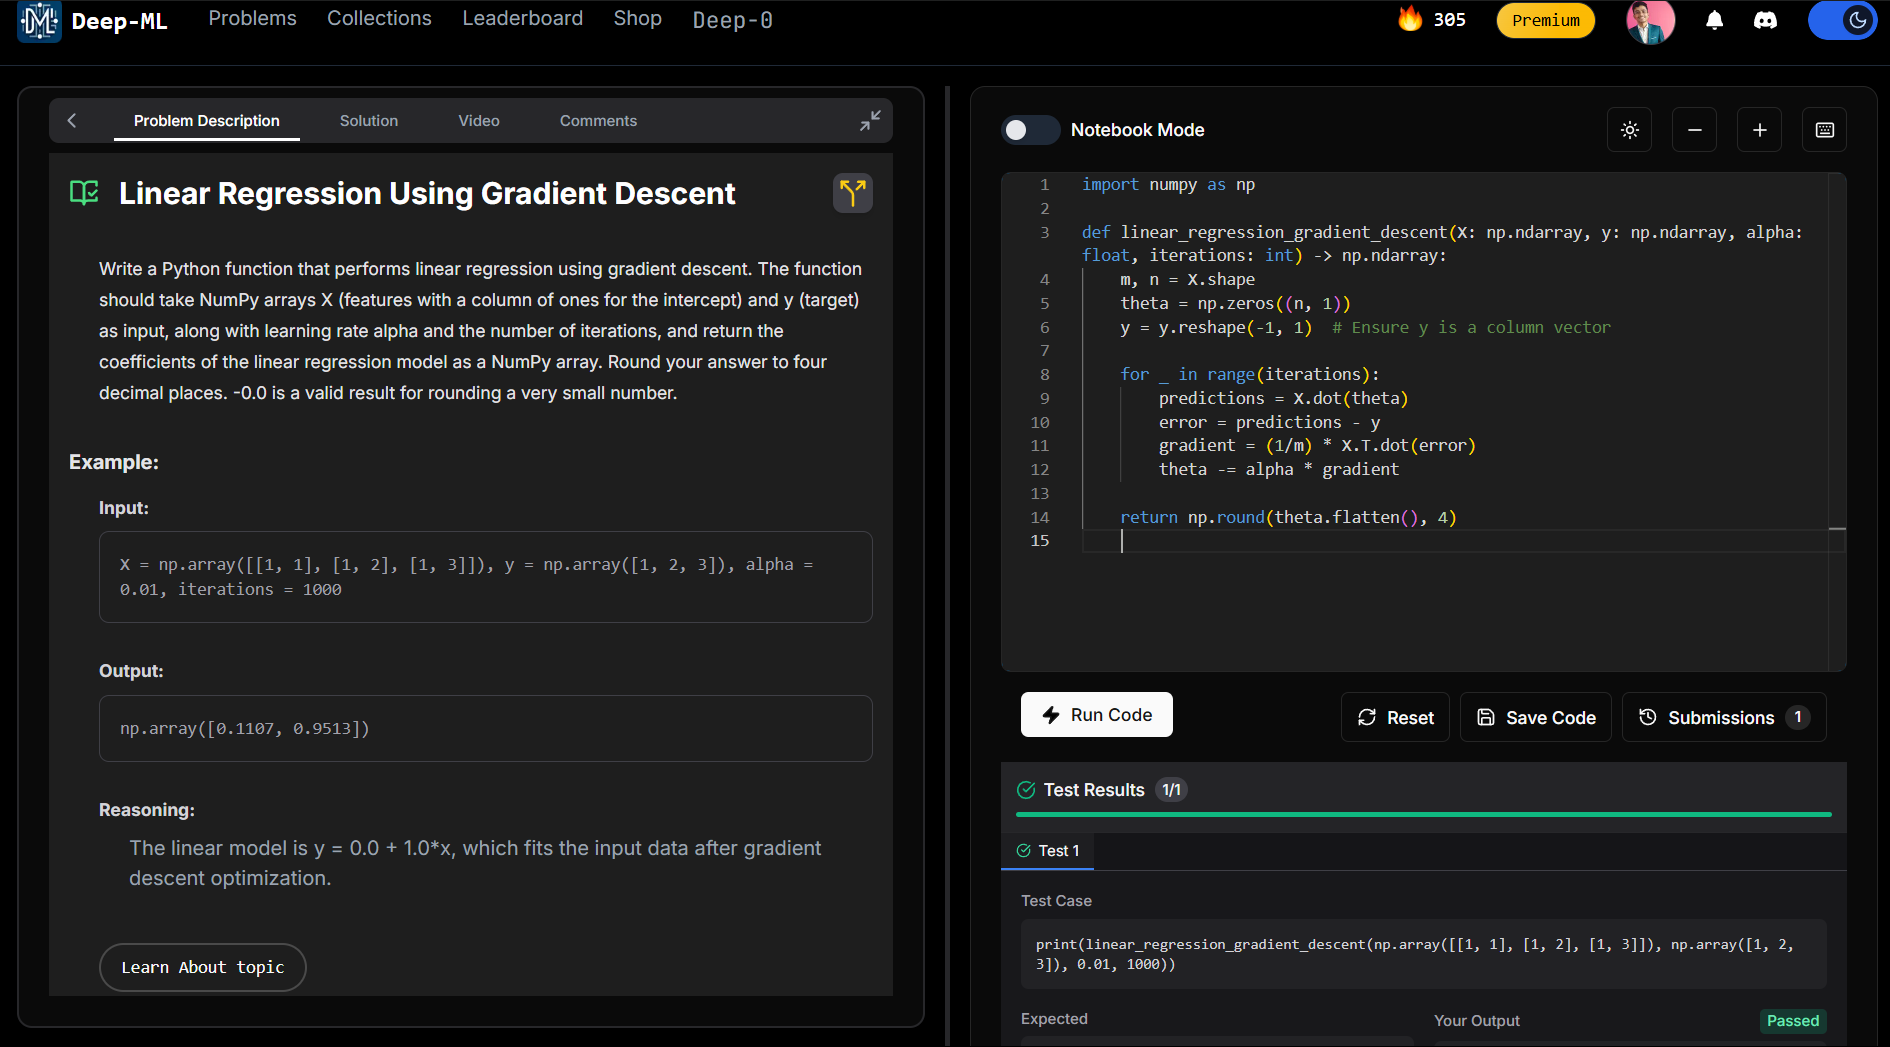 Deep-ML Problems Collections Leaderboard Shop Deep-0 305 Premium
Problem Description Solution Video Comments
Linear Regression Using Gradient Descent
Write a Python function that performs linear regression using gradient descent. The function
should take NumPy arrays X (features with a column of ones for the intercept) and y (target)
as input, along with learning rate alpha and the number of iterations, and return the
coefficients of the linear regression model as a NumPy array. Round your answer to four
decimal places. -0.0 is a valid result for rounding a very small number.
Example:
Input:
X = np.array([[1, 1], [1, 2], [1, 3]]), y = np.array([1, 2, 3]), alpha =
0.01, iterations = 1000
Output:
np.array([0.1107, 0.9513])
Reasoning:
The linear model is y = 0.0 + 1.0*x, which fits the input data after gradient
descent optimization.
Learn About topic
Notebook Mode
1 import numpy as np
2
3 def linear_regression_gradient_descent(X: np.ndarray, y: np.ndarray, alpha:
float, iterations: int) -> np.ndarray:
4 m, n = X.shape
5 theta = np.zeros((n, 1))
6 y = y.reshape(-1, 1)  # Ensure y is a column vector
7
8 for _ in range(iterations):
9 predictions = X.dot(theta)
10 error = predictions - y
11 gradient = (1/m) * X.T.dot(error)
12 theta -= alpha * gradient
13
14 return np.round(theta.flatten(), 4)
15
Run Code Reset Save Code Submissions 1
Test Results 1/1
Test 1
Test Case
print(linear_regression_gradient_descent(np.array([[1, 1], [1, 2], [1, 3]]), np.array([1, 2,
3]), 0.01, 1000))
Expected Your Output Passed